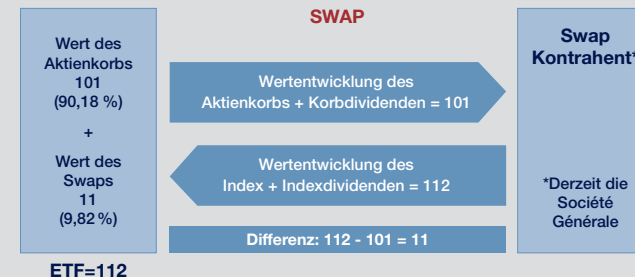 SWAP
Wert des
Aktienkorbs
101
(90,18 %)
+
Wert des
Swaps
11
(9,82 %)
ETF=112
Wertentwicklung des
Aktienkorbs + Korbdividenden = 101
Wertentwicklung des
Index + Indexdividenden = 112
Differenz: 112 - 101 = 11
Swap
Kontrahent*
*Derzeit die
Société
Générale